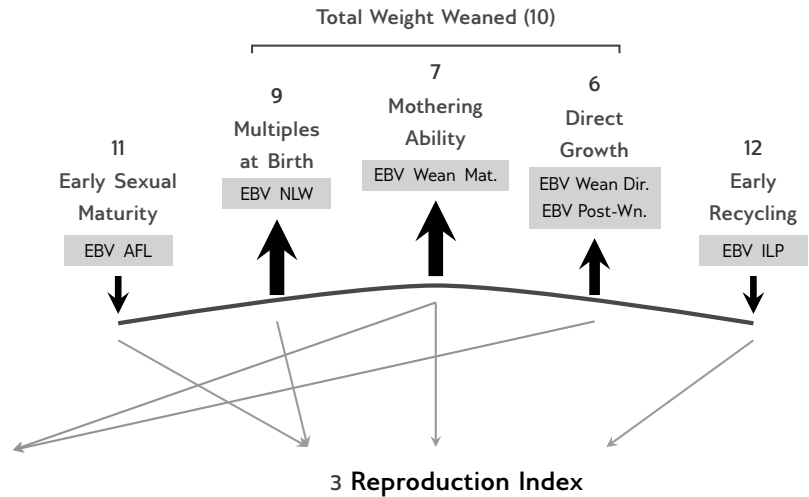 Total Weight Weaned (10)
11
Early Sexual
Maturity
EBV AFL
9
Multiples
at Birth
EBV NLW
7
Mothering
Ability
EBV Wean Mat.
6
Direct
Growth
EBV Wean Dir.
EBV Post-Wn.
12
Early
Recycling
EBV ILP
3 Reproduction Index